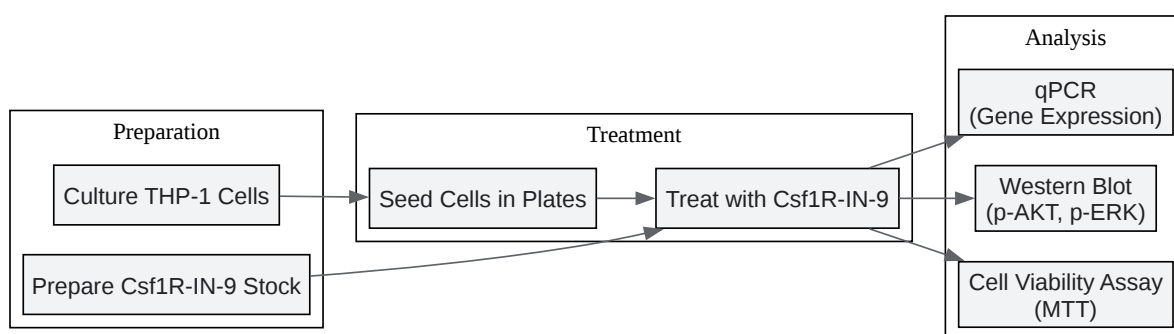 Preparation
Culture THP-1 Cells
Prepare Csf1R-IN-9 Stock
Treatment
Seed Cells in Plates
Treat with Csf1R-IN-9
Analysis
qPCR
(Gene Expression)
Western Blot
(p-AKT, p-ERK)
Cell Viability Assay
(MTT)